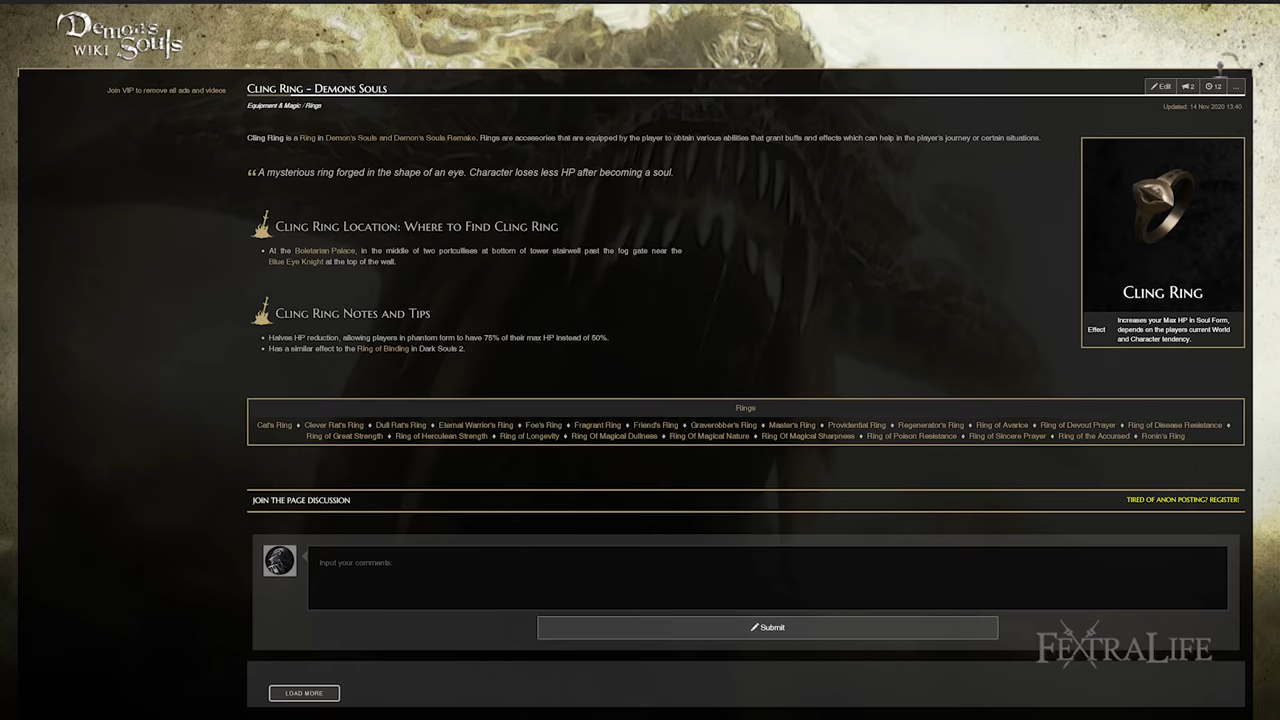 Demon's
WIKI Souls
Join VIP to remove all ads and videos
CLING RING - DEMONS SOULS
Edit 2 12 ...
Equipment & Magic / Rings
Updated: 14 Nov 2020 13:40
Cling Ring is a Ring in Demon's Souls and Demon's Souls Remake. Rings are accessories that are equipped by the player to obtain various abilities that grant buffs and effects which can help in the player's journey or certain situations.
A mysterious ring forged in the shape of an eye. Character loses less HP after becoming a soul.
CLING RING LOCATION: WHERE TO FIND CLING RING
• At the Boletarian Palace, in the middle of two portcullises at bottom of tower stairwell past the fog gate near the
Blue Eye Knight at the top of the wall.
CLING RING
Effect
Increases your Max HP in Soul Form,
depends on the players current World
and Character tendency.
CLING RING NOTES AND TIPS
• Halves HP reduction, allowing players in phantom form to have 75% of their max HP instead of 50%.
• Has a similar effect to the Ring of Binding in Dark Souls 2.
Rings
Cat's Ring ♦ Clever Rat's Ring ♦ Dull Rat's Ring ♦ Eternal Warrior's Ring ♦ Foe's Ring ♦ Fragrant Ring ♦ Friend's Ring ♦ Graverobber's Ring ♦ Master's Ring ♦ Providential Ring ♦ Regenerator's Ring ♦ Ring of Avarice ♦ Ring of Devout Prayer ♦ Ring of Disease Resistance ♦
Ring of Great Strength ♦ Ring of Herculean Strength ♦ Ring of Longevity ♦ Ring Of Magical Dullness ♦ Ring Of Magical Nature ♦ Ring Of Magical Sharpness ♦ Ring of Poison Resistance ♦ Ring of Sincere Prayer ♦ Ring of the Accursed ♦ Ronin's Ring
JOIN THE PAGE DISCUSSION
TIRED OF ANON POSTING? REGISTER!
Input your comments:
Submit
FEXTRALIFE
LOAD MORE